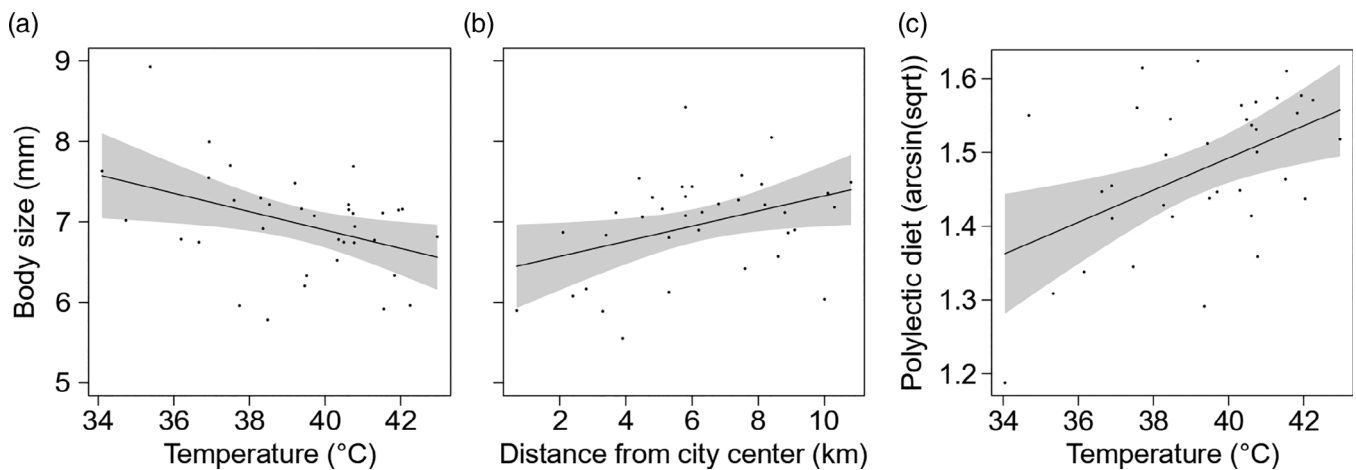 (a)
Body size (mm)
9
8
7
6
5
34 36 38 40 42
Temperature (°C)
(b)
2 4 6 8 10
Distance from city center (km)
(c)
Polylectic diet (arcsin(sqrt))
1.6
1.5
1.4
1.3
1.2
34 36 38 40 42
Temperature (°C)